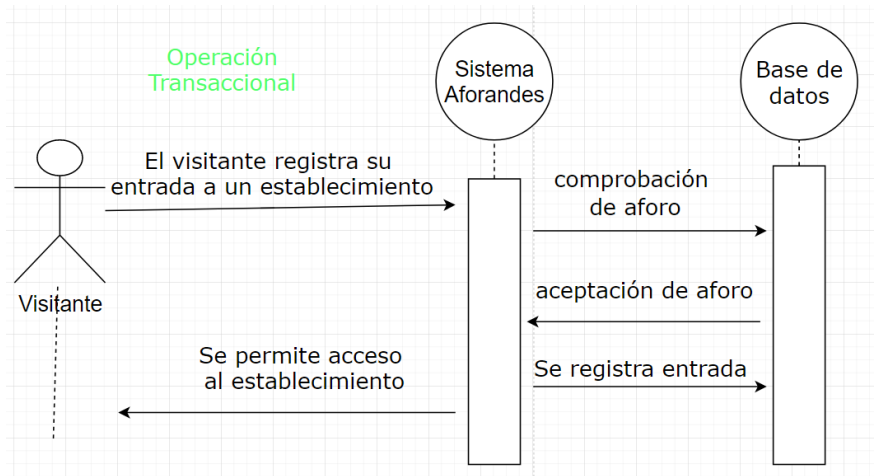 Operación
Transaccional
Sistema
Aforandes
Base de
datos
El visitante registra su
entrada a un establecimiento
comprobación
de aforo
Visitante
aceptación de aforo
Se permite acceso
al establecimiento
Se registra entrada